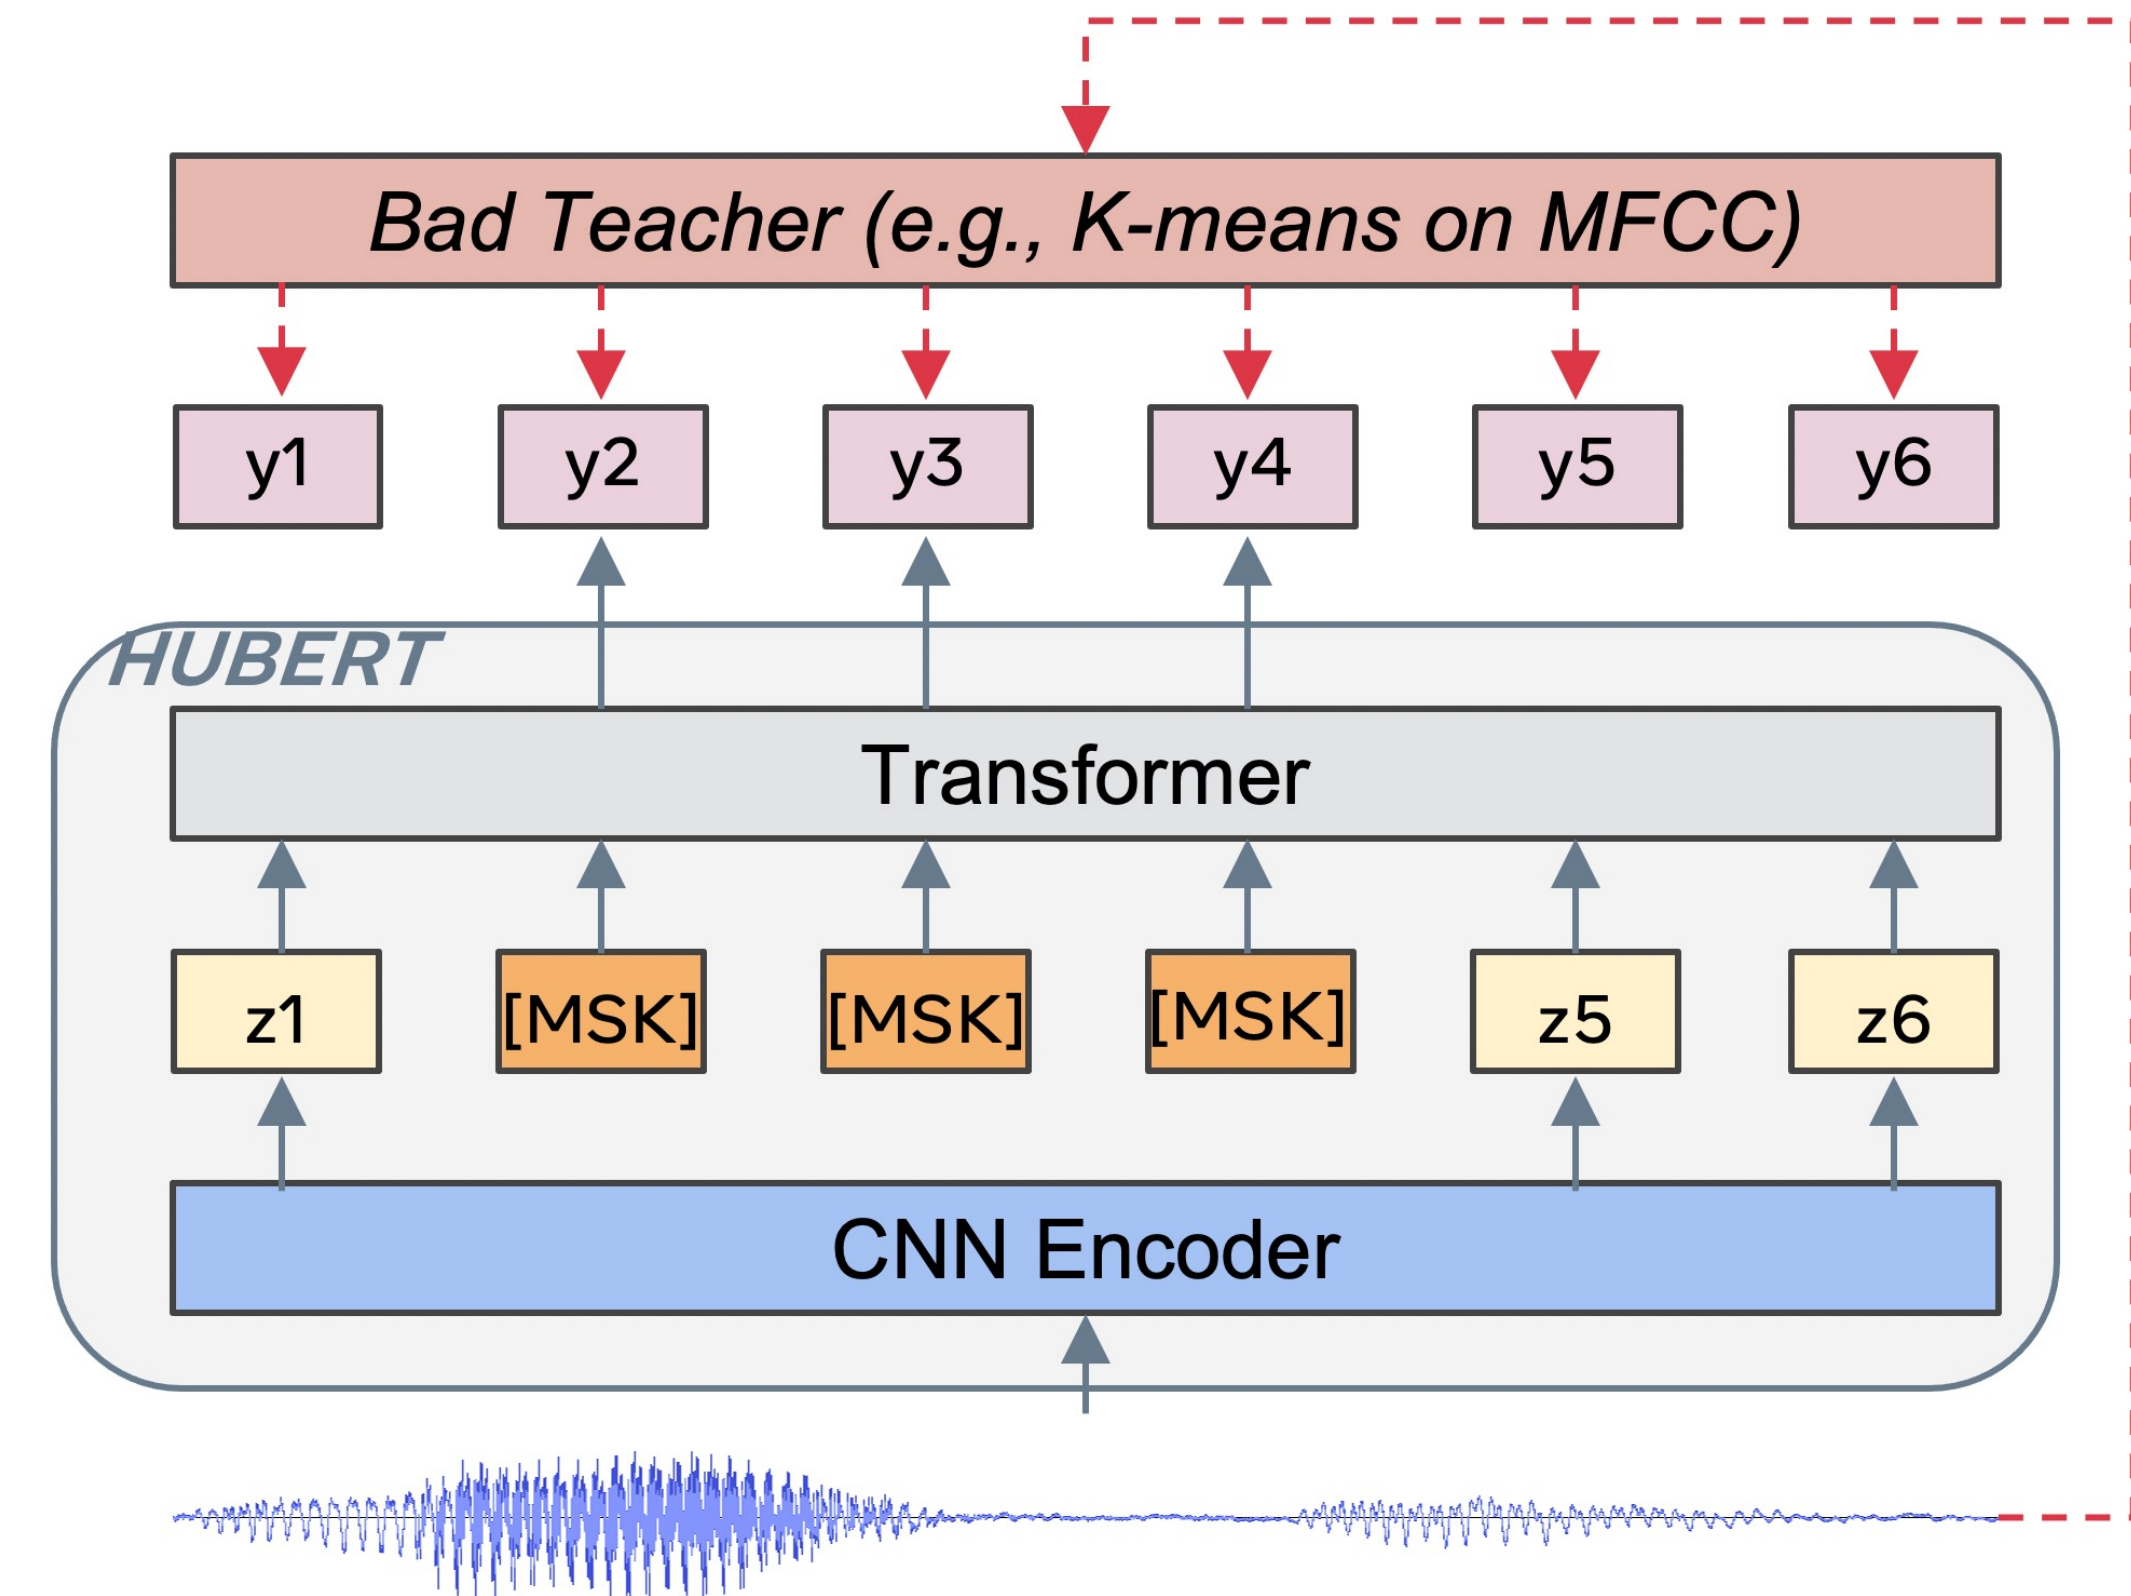 Bad Teacher (e.g., K-means on MFCC)
y1 y2 y3 y4 y5 y6
HUBERT
Transformer
z1 [MSK] [MSK] [MSK] z5 z6
CNN Encoder